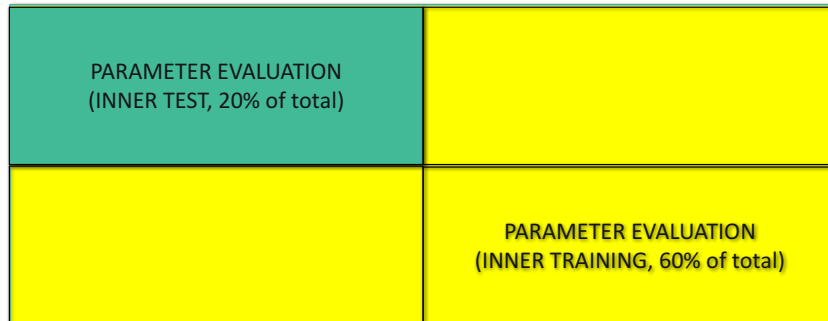 PARAMETER EVALUATION
(INNER TEST, 20% of total)
PARAMETER EVALUATION
(INNER TRAINING, 60% of total)